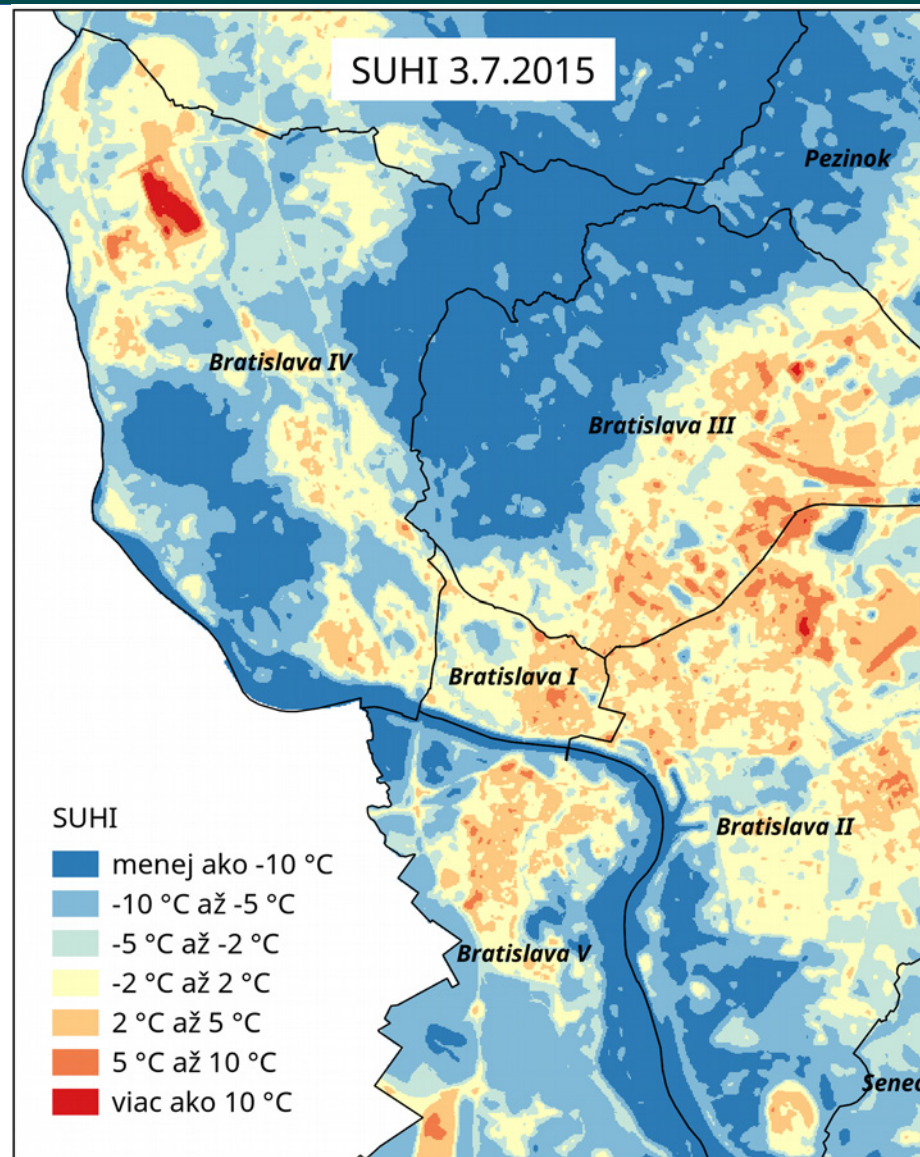 SUHI 3.7.2015
Pezinok
Bratislava IV
Bratislava III
Bratislava I
Bratislava II
Bratislava V
Senec
SUHI
menej ako -10 °C
-10 °C až -5 °C
-5 °C až -2 °C
-2 °C až 2 °C
2 °C až 5 °C
5 °C až 10 °C
viac ako 10 °C